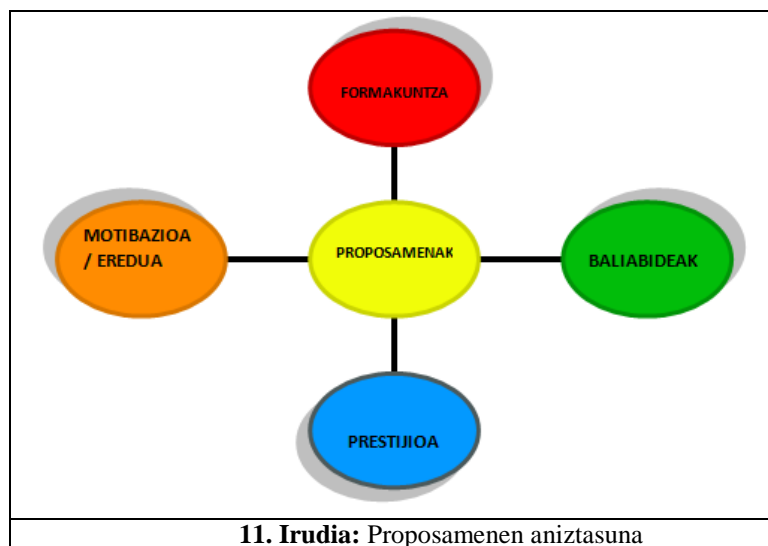 FORMAKUNTZA
MOTIBAZIOA
/ EREDUA
PROPOSAMENAK
BALIABIDEAK
PRESTIJIOA
11. Irudia: Proposamenen aniztasuna